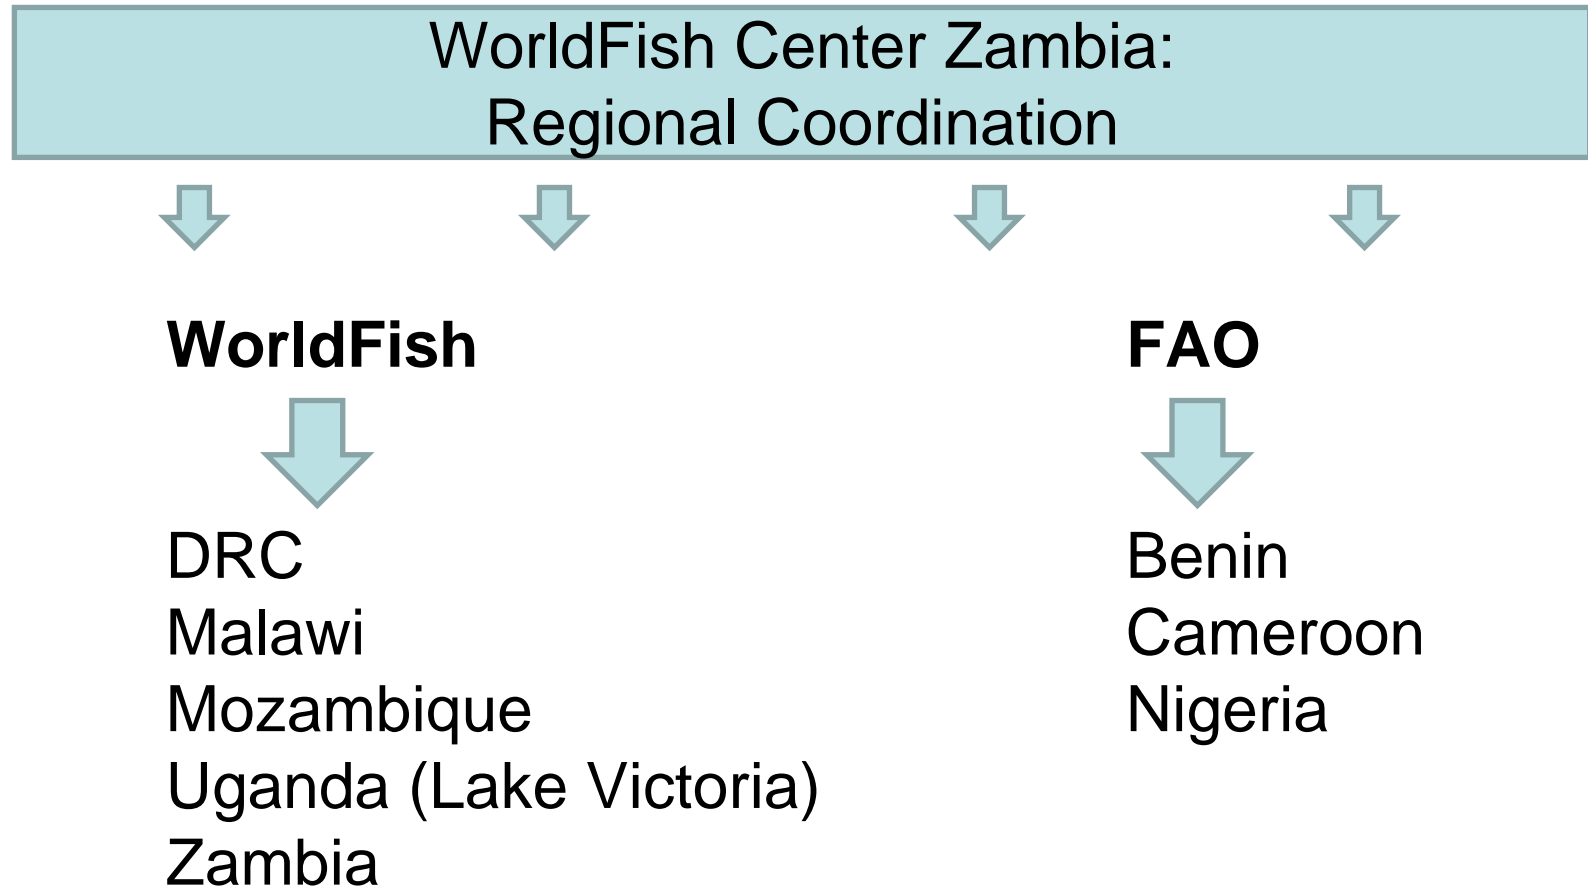 WorldFish Center Zambia:
Regional Coordination
WorldFish
FAO
DRC
Malawi
Mozambique
Uganda (Lake Victoria)
Zambia
Benin
Cameroon
Nigeria